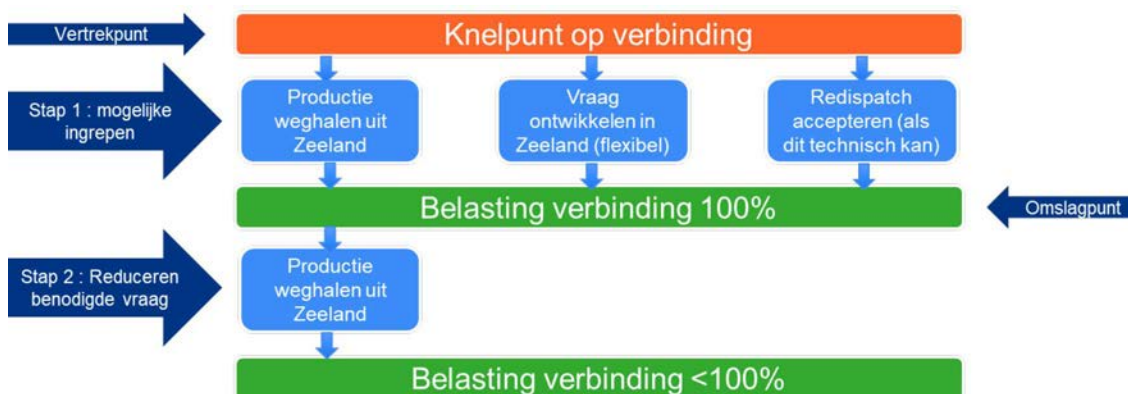 Vertrekpunt
Knelpunt op verbinding
Stap 1 : mogelijke
ingrepen
Productie
weghalen uit
Zeeland
Vraag
ontwikkelen in
Zeeland (flexibel)
Redispatch
accepteren (als
dit technisch kan)
Belasting verbinding 100%
Omslagpunt
Stap 2 : Reduceren
benodigde vraag
Productie
weghalen uit
Zeeland
Belasting verbinding <100%